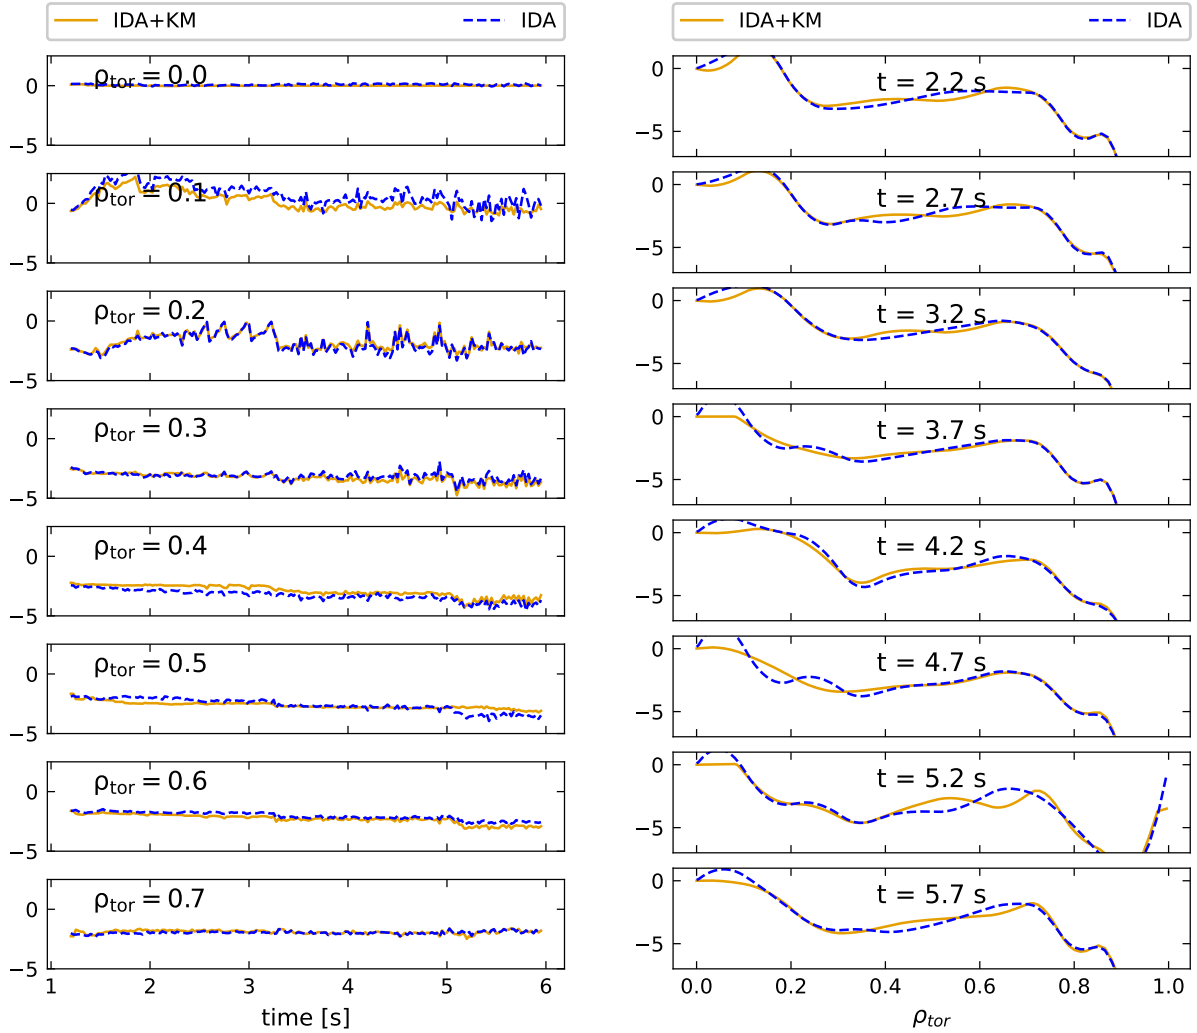 IDA+KM IDA
ρtor = 0.0
0
−5
ρtor = 0.1
0
−5
ρtor = 0.2
0
−5
ρtor = 0.3
0
−5
ρtor = 0.4
0
−5
ρtor = 0.5
0
−5
ρtor = 0.6
0
−5
ρtor = 0.7
0
−5
1 2 3 4 5 6
time [s]
IDA+KM IDA
t = 2.2 s
0
−5
t = 2.7 s
0
−5
t = 3.2 s
0
−5
t = 3.7 s
0
−5
t = 4.2 s
0
−5
t = 4.7 s
0
−5
t = 5.2 s
0
−5
t = 5.7 s
0
−5
0.0 0.2 0.4 0.6 0.8 1.0
ρtor